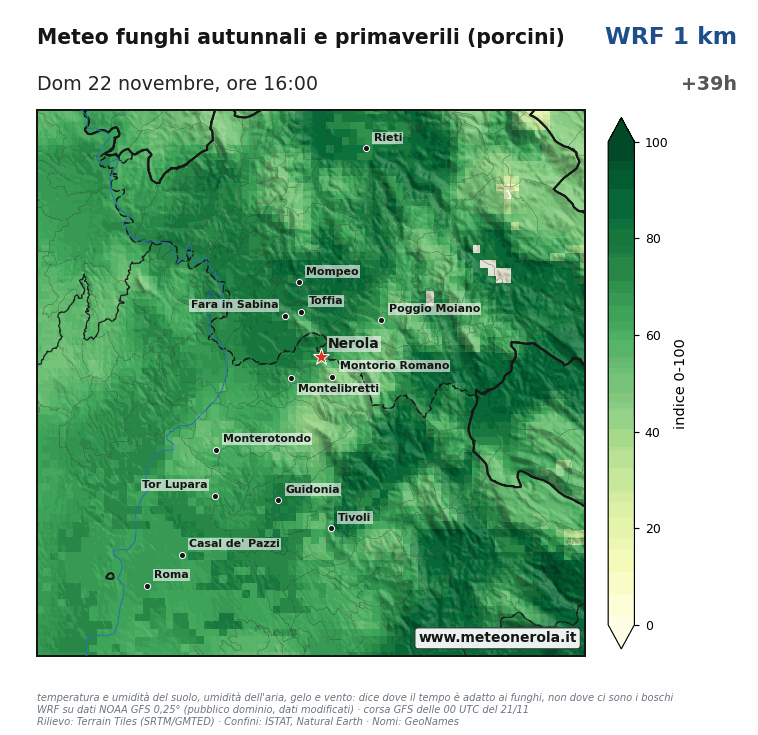 Meteo funghi autunnali e primaverili (porcini)
WRF 1 km
Dom 22 novembre, ore 16:00
+39h
Rieti
Mompeo
Fara in Sabina
Toffia
Poggio Moiano
Nerola
Montorio Romano
Montelibretti
Monterotondo
Tor Lupara
Guidonia
Tivoli
Casal de' Pazzi
Roma
www.meteonerola.it
100
80
60
40
20
0
indice 0-100
temperatura e umidità del suolo, umidità dell'aria, gelo e vento: dice dove il tempo è adatto ai funghi, non dove ci sono i boschi
WRF su dati NOAA GFS 0,25° (pubblico dominio, dati modificati) · corsa GFS delle 00 UTC del 21/11
Rilievo: Terrain Tiles (SRTM/GMTED) · Confini: ISTAT, Natural Earth · Nomi: GeoNames